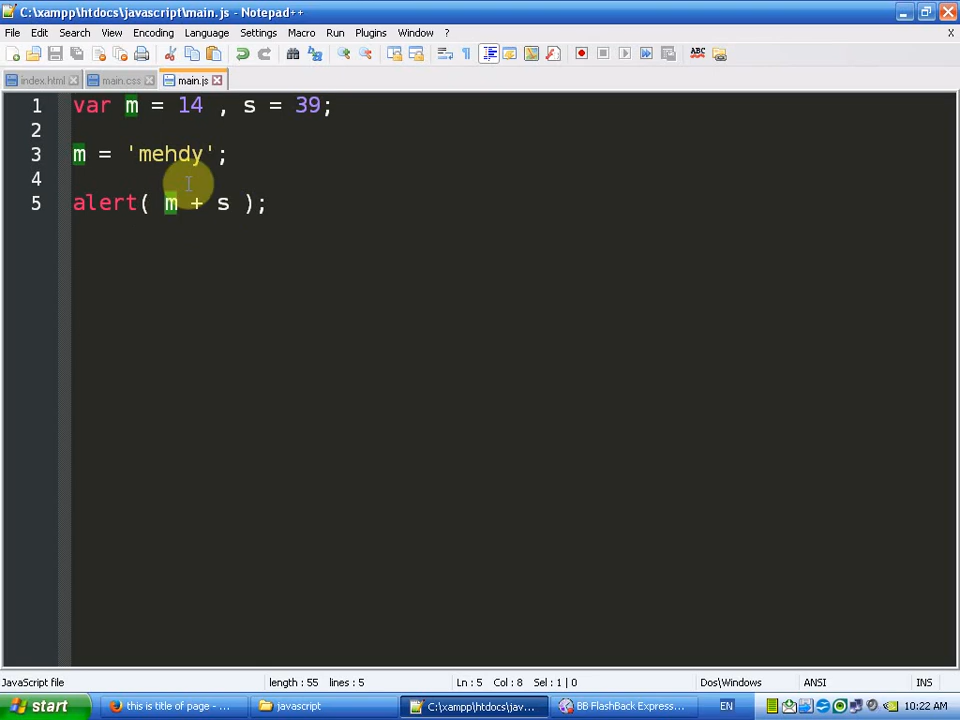 C:\xampp\htdocs\javascript\main.js - Notepad++
File Edit Search View Encoding Language Settings Macro Run Plugins Window ? X
ABC
index.html main.css main.js
1 var m = 14 , s = 39;
2
3 m = 'mehdy';
4
5 alert( m + s );
JavaScript file length : 55 lines : 5 Ln : 5 Col : 8 Sel : 1 | 0 Dos\Windows ANSI INS
start this is title of page - ... javascript C:\xampp\htdocs\jav... BB FlashBack Express... EN 10:22 AM